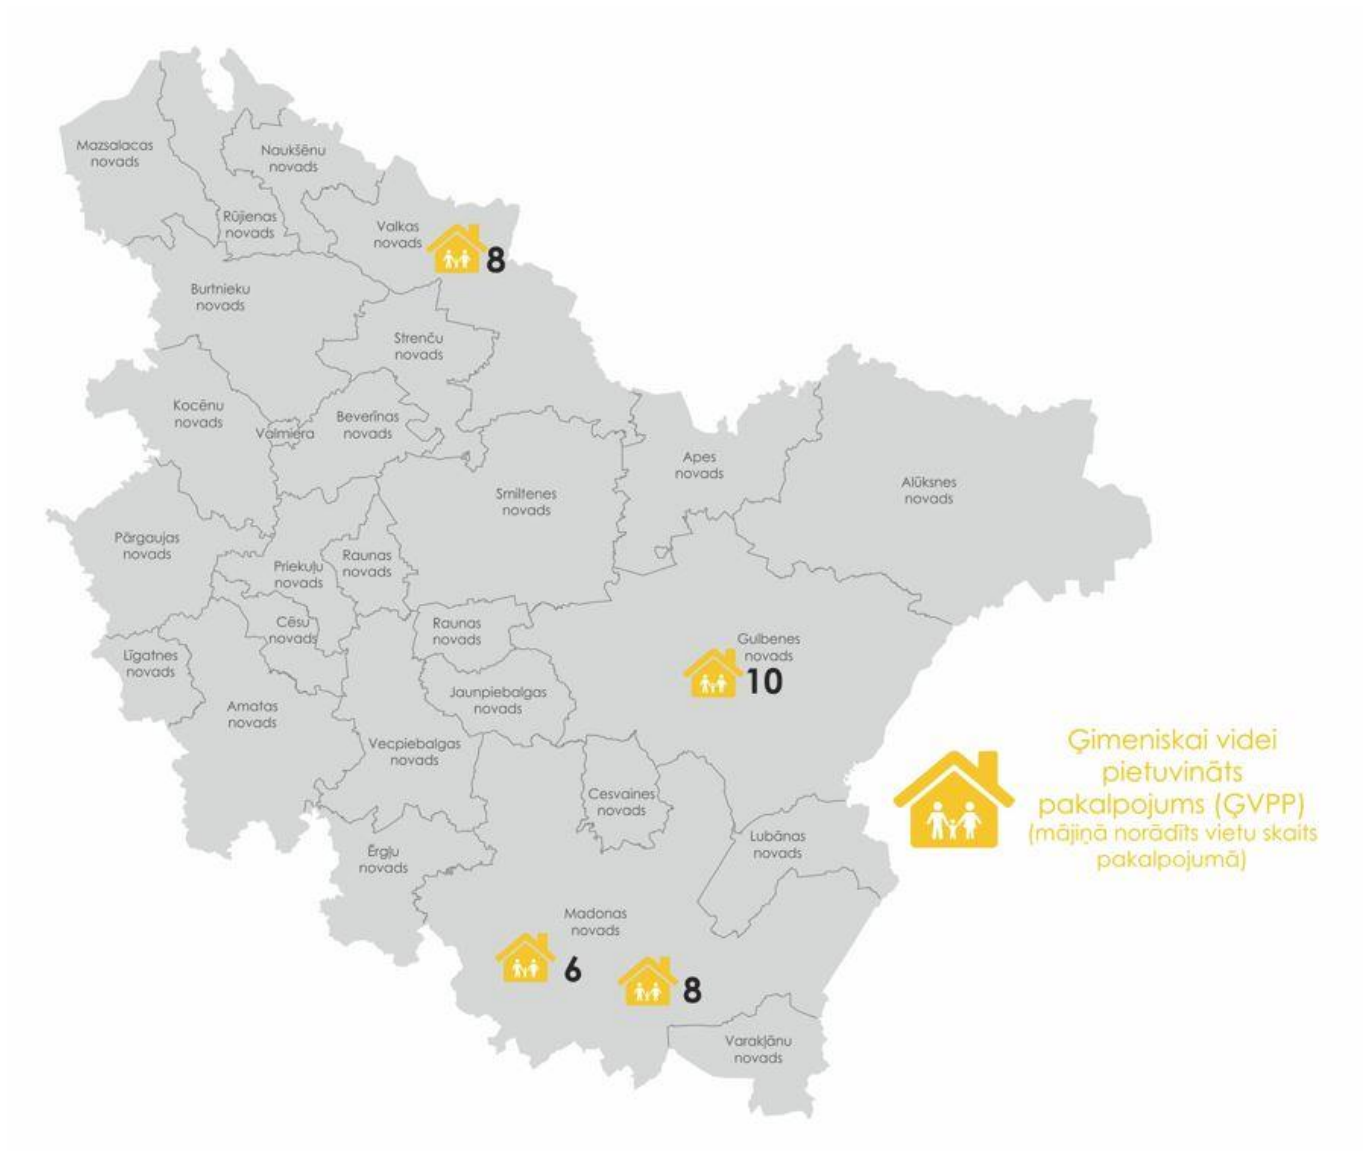 Mazsalacas
novads
Naukšēnu
novads
Rūjienas
novads
Valkas
novads
8
Burtnieku
novads
Strenču
novads
Kocēnu
novads
Valmiera
Beverīnas
novads
Apes
novads
Alūksnes
novads
Smiltenes
novads
Pārgaujas
novads
Priekuļu
novads
Raunas
novads
Cēsu
novads
Raunas
novads
Gulbenes
novads
10
Līgatnes
novads
Amatas
novads
Jaunpiebalgas
novads
Vecpiebalgas
novads
Cesvaines
novads
Lubānas
novads
Ērgļu
novads
Madonas
novads
6
8
Varakļānu
novads
Ģimeniskai videi
pietuvināts
pakalpojums (ĢVPP)
(mājiņā norādīts vietu skaits
pakalpojumā)